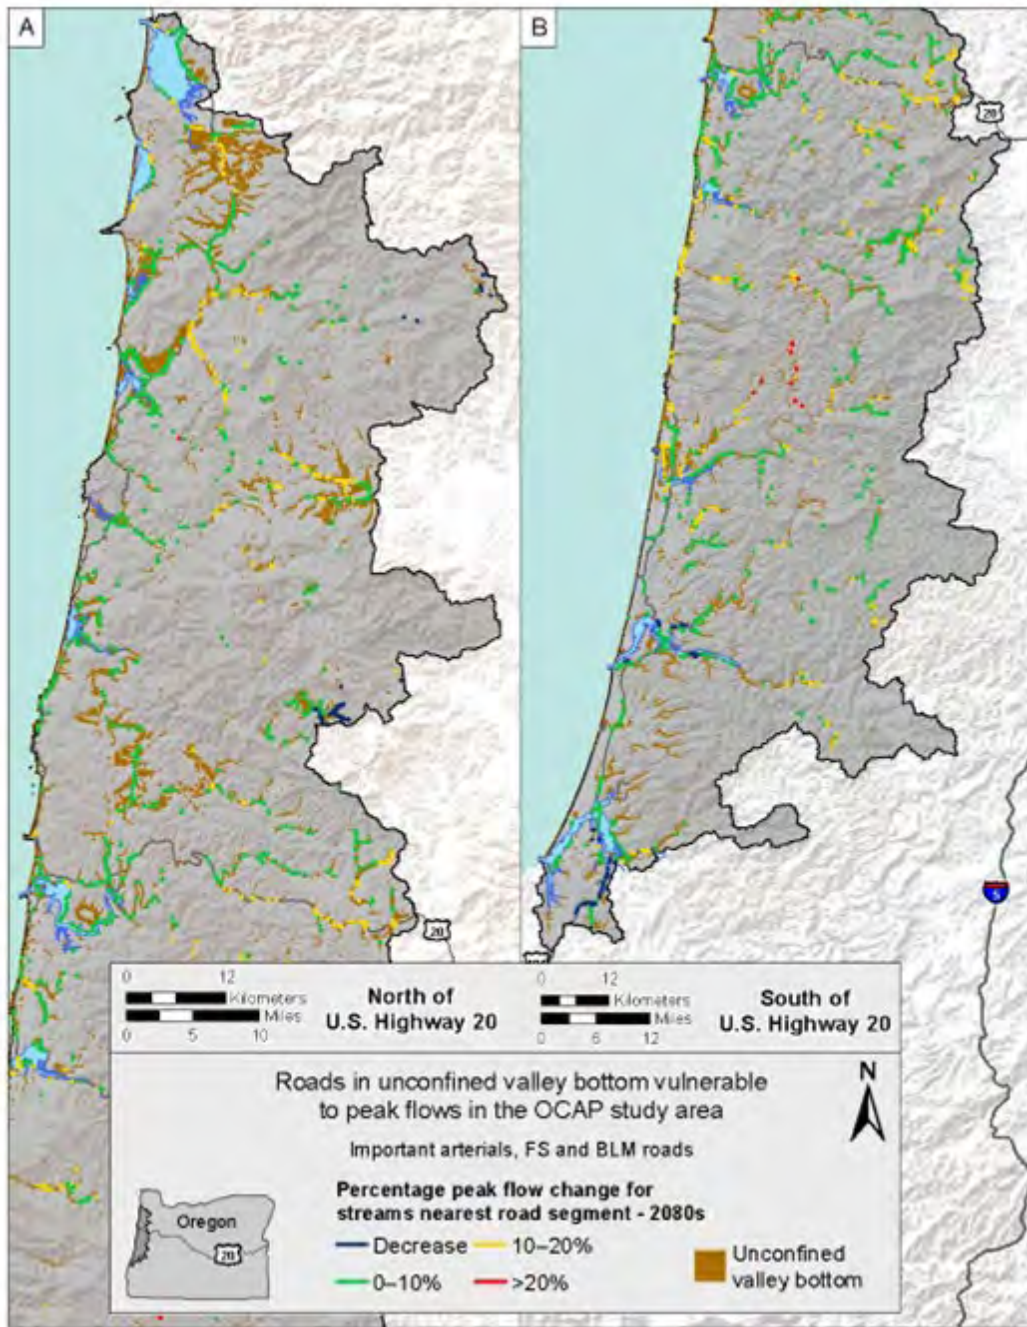 A
B
20
20
5
0 12
Kilometers
Miles
0 5 10
North of
U.S. Highway 20
0 12
Kilometers
Miles
0 6 12
South of
U.S. Highway 20
Roads in unconfined valley bottom vulnerable
to peak flows in the OCAP study area
N
Important arterials, FS and BLM roads
Percentage peak flow change for
streams nearest road segment - 2080s
Decrease 10–20%
0–10% >20%
Unconfined
valley bottom
Oregon
20